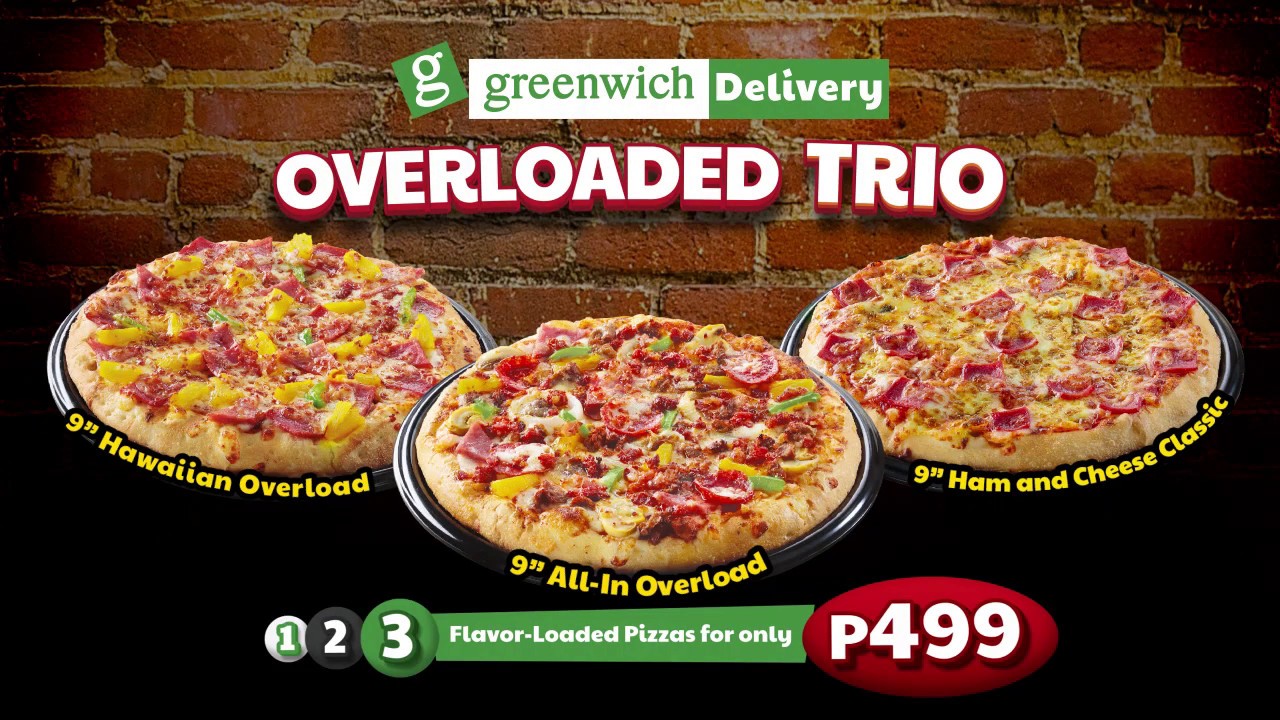 g greenwich Delivery
OVERLOADED TRIO
9” Hawaiian Overload
9” All-In Overload
9” Ham and Cheese Classic
1 2 3 Flavor-Loaded Pizzas for only P499